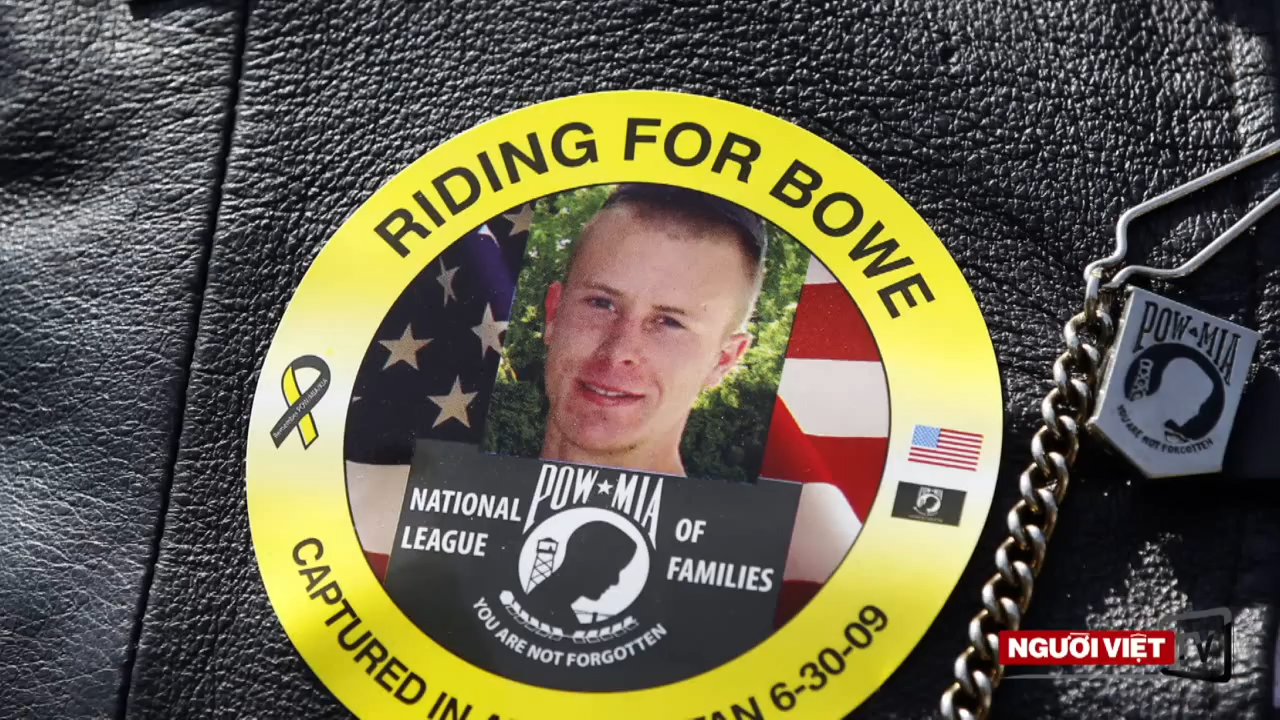 RIDING FOR BOWE
NATIONAL LEAGUE
POW★MIA
OF FAMILIES
YOU ARE NOT FORGOTTEN
CAPTURED IN
6-30-09
POW★MIA
YOU ARE NOT FORGOTTEN
NGƯỜI VIỆT TV